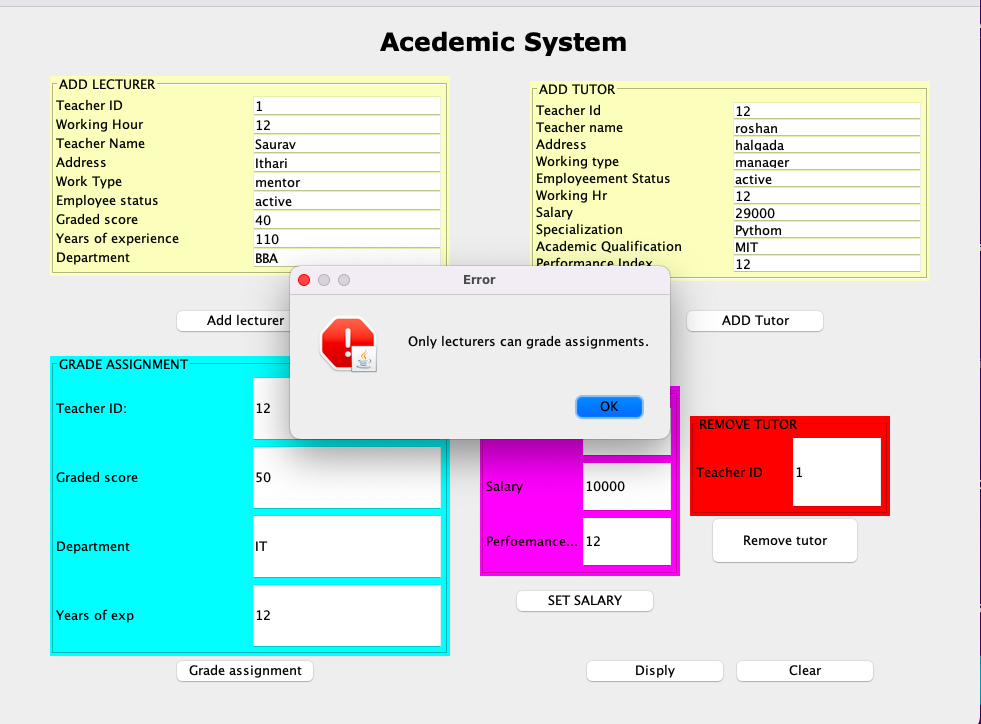 Acedemic System
ADD LECTURER
Teacher ID 1
Working Hour 12
Teacher Name Saurav
Address Ithari
Work Type mentor
Employee status active
Graded score 40
Years of experience 110
Department BBA
Add lecturer
ADD TUTOR
Teacher Id 12
Teacher name roshan
Address halgada
Working type manager
Employeement Status active
Working Hr 12
Salary 29000
Specialization Pythom
Academic Qualification MIT
Performance Index 12
ADD Tutor
Error
Only lecturers can grade assignments.
OK
GRADE ASSIGNMENT
Teacher ID: 12
Graded score 50
Department IT
Years of exp 12
Grade assignment
Salary 10000
Perfoemance... 12
SET SALARY
REMOVE TUTOR
Teacher ID 1
Remove tutor
Disply
Clear